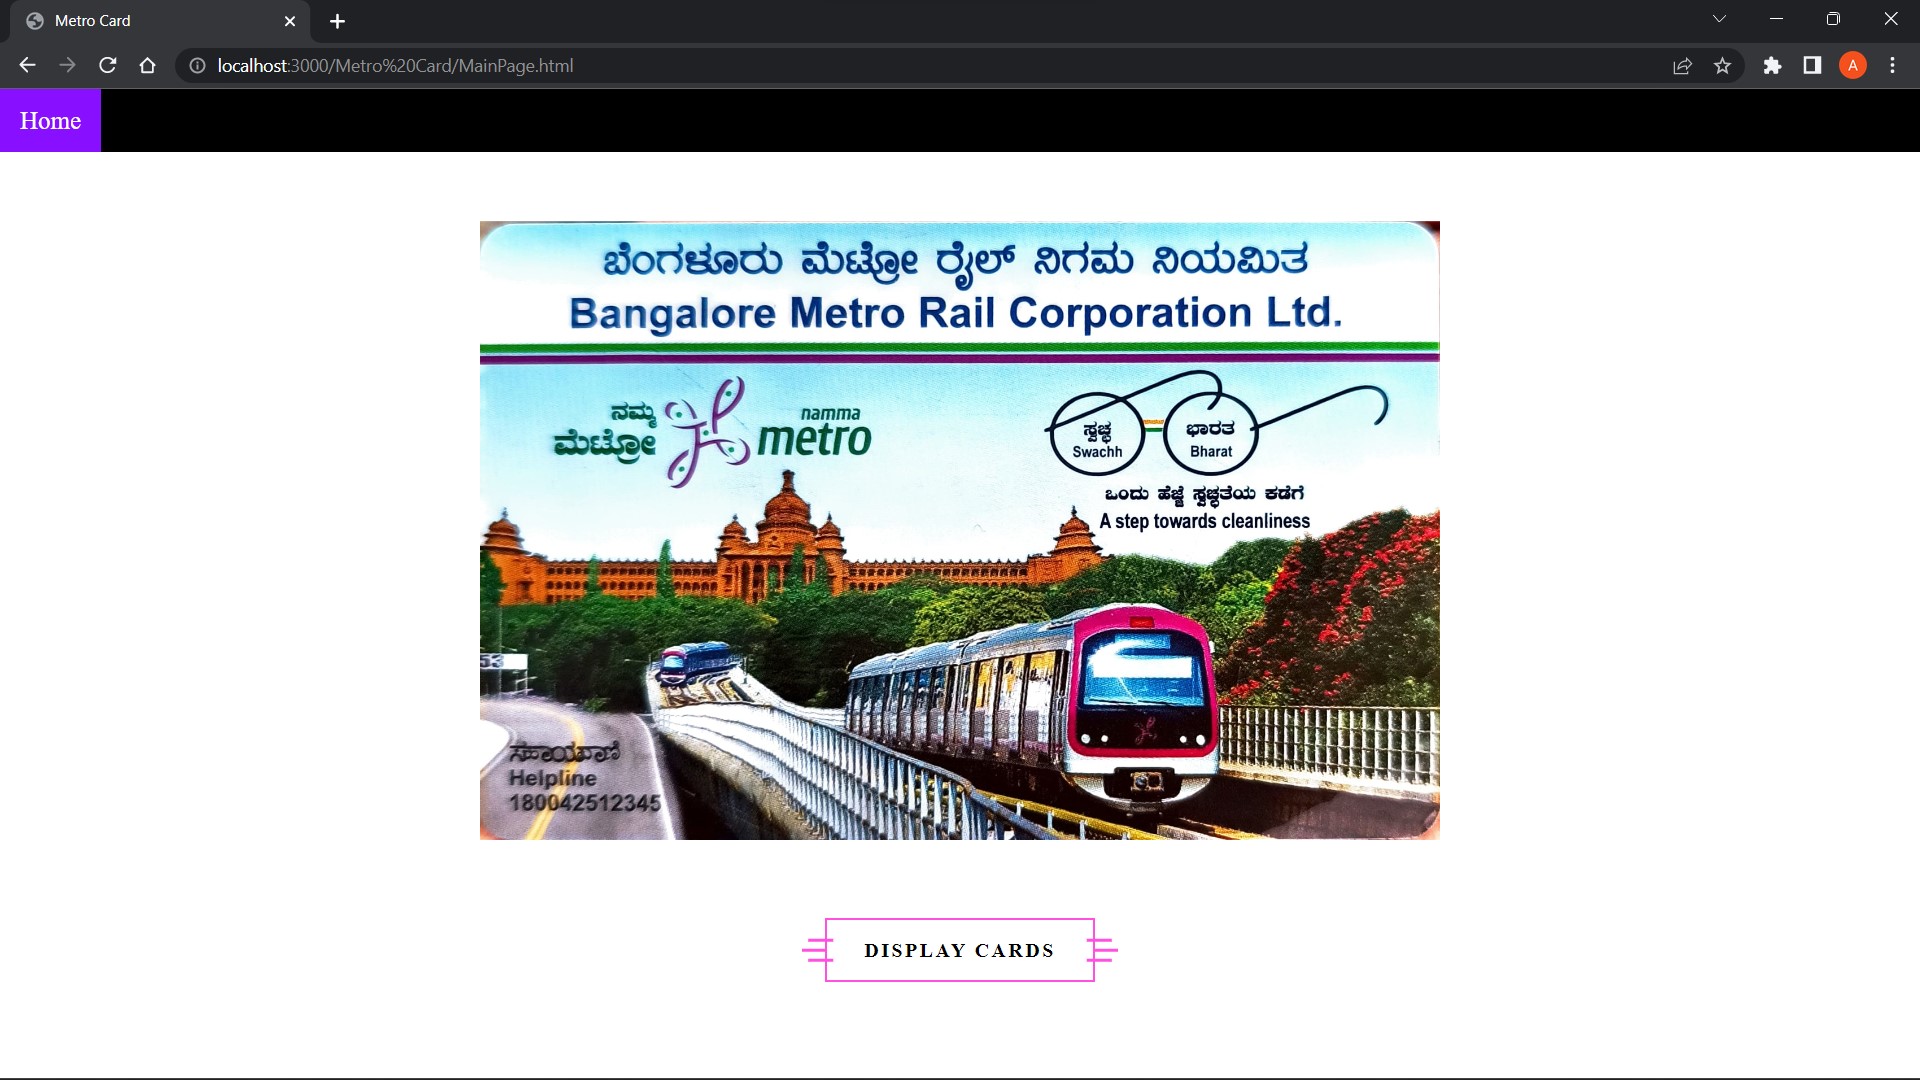 Metro Card
localhost:3000/Metro%20Card/MainPage.html
A
Home
ಬೆಂಗಳೂರು ಮೆಟ್ರೋ ರೈಲ್ ನಿಗಮ ನಿಯಮಿತ
Bangalore Metro Rail Corporation Ltd.
ನಮ್ಮ
ಮೆಟ್ರೋ
namma
metro
ಸ್ವಚ್ಛ
Swachh
ಭಾರತ
Bharat
ಒಂದು ಹೆಜ್ಜೆ ಸ್ವಚ್ಛತೆಯ ಕಡೆಗೆ
A step towards cleanliness
53
ಸಹಾಯವಾಣಿ
Helpline
180042512345
DISPLAY CARDS